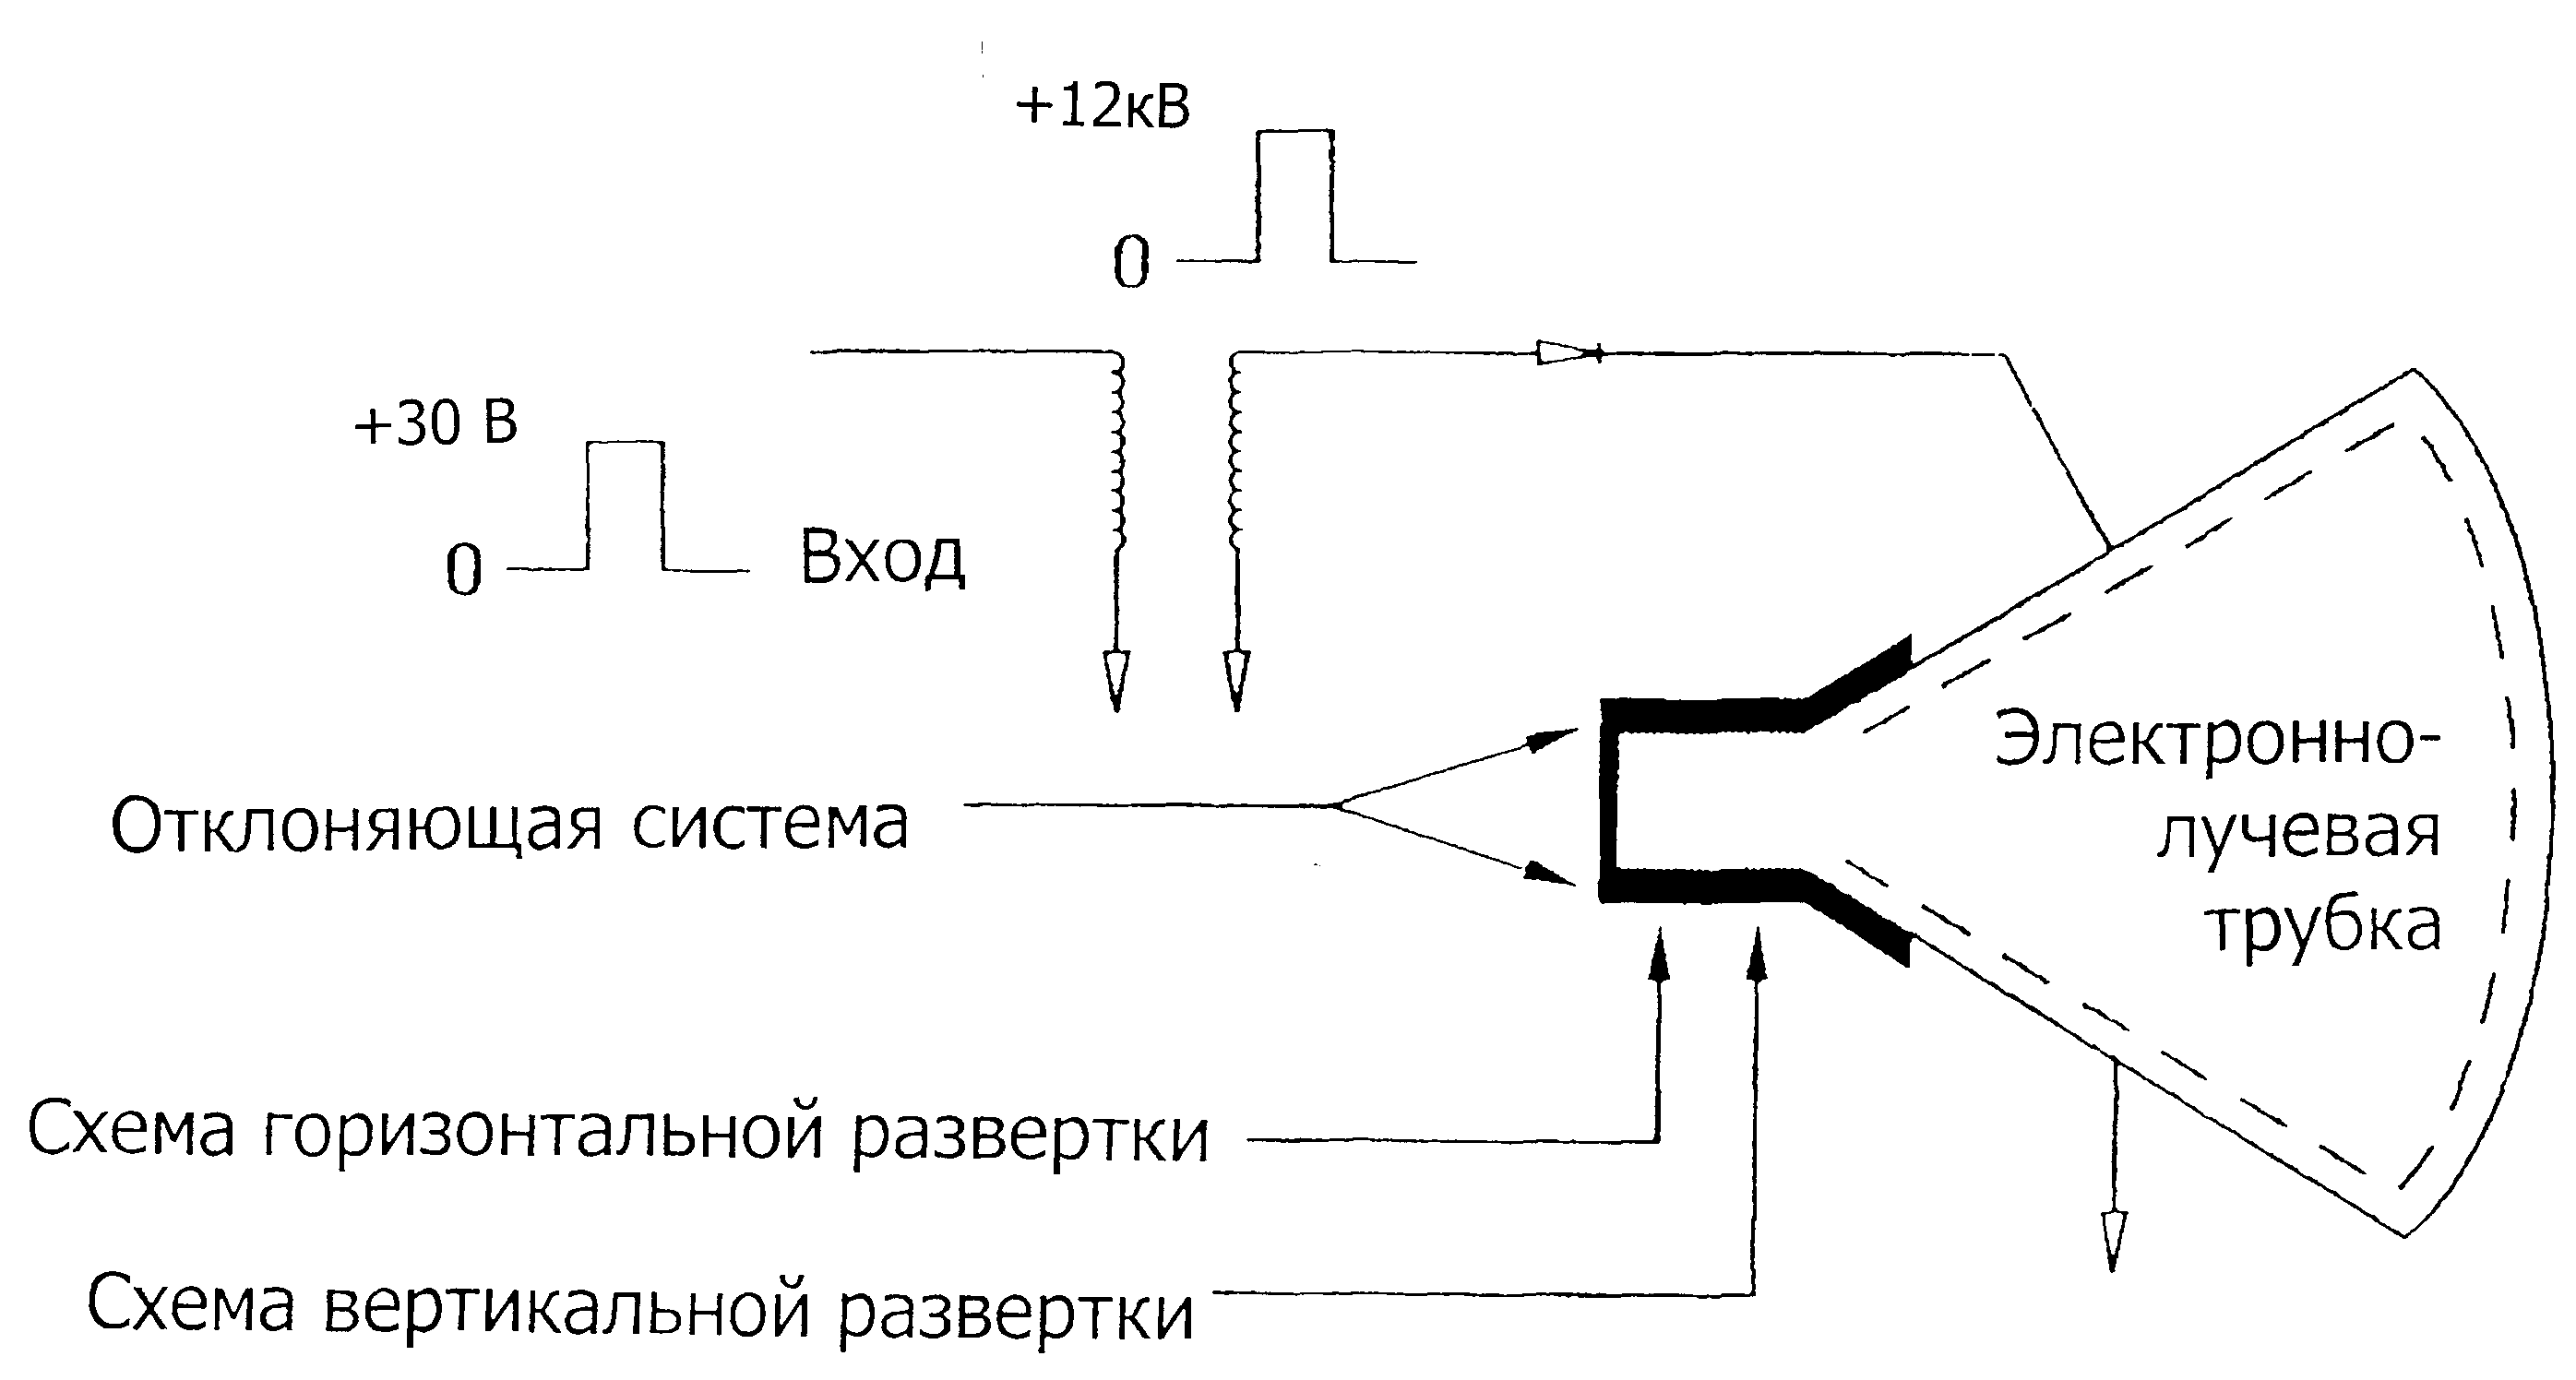 +12кВ
0
+30 В
0
Вход
Отклоняющая система
Электронно-
лучевая
трубка
Схема горизонтальной развертки
Схема вертикальной развертки